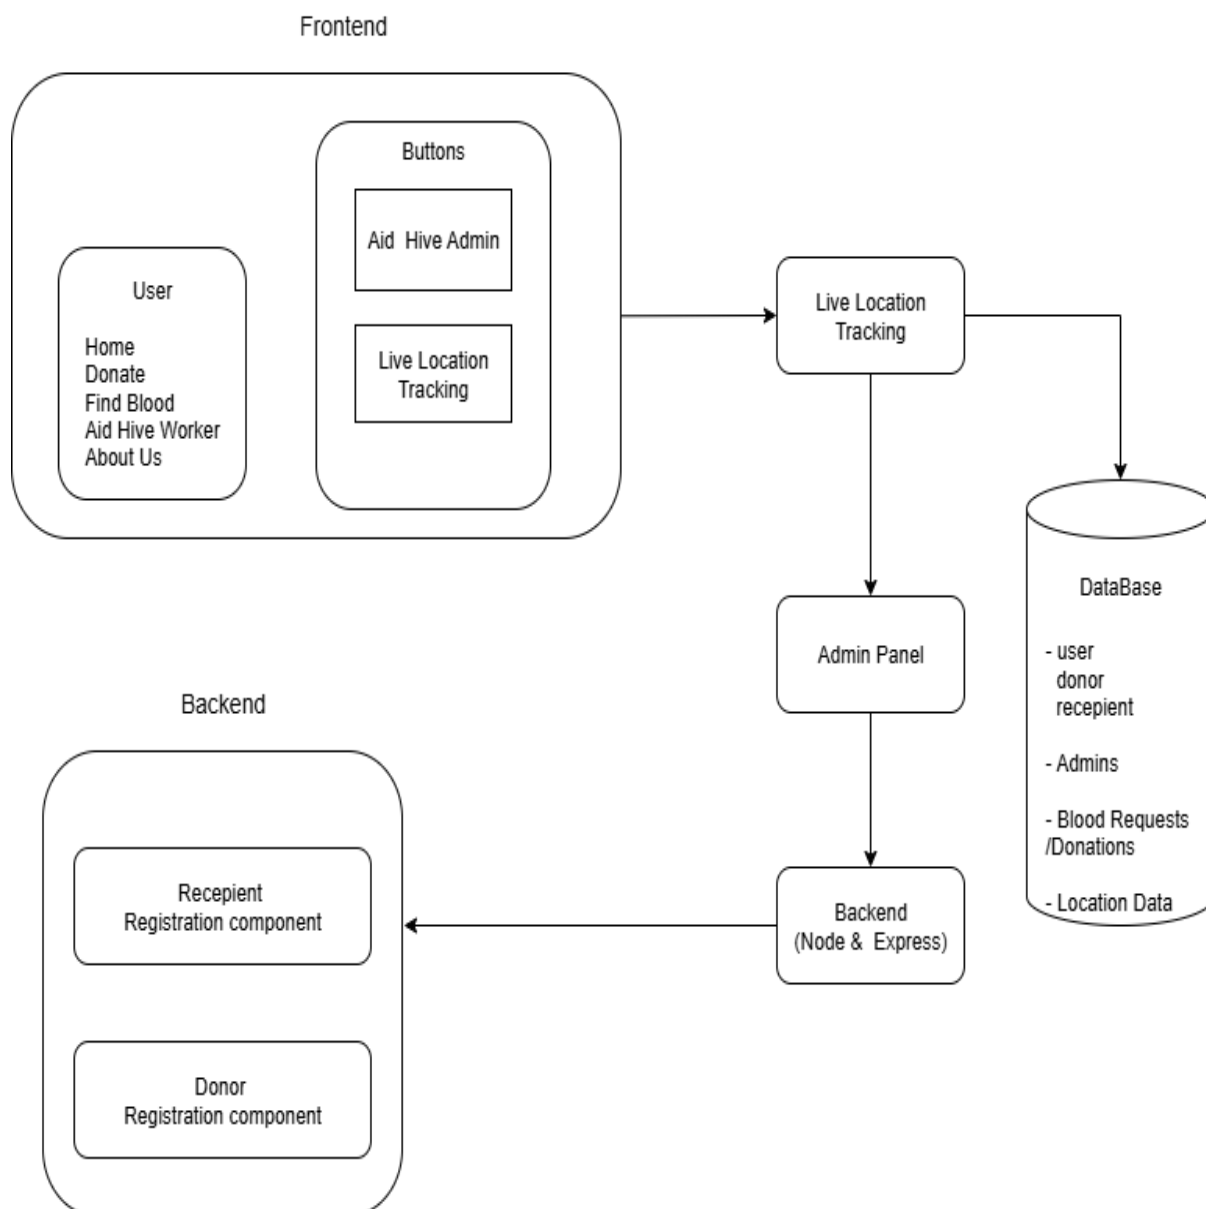 Frontend
Buttons
Aid Hive Admin
Live Location
Tracking
User
Home
Donate
Find Blood
Aid Hive Worker
About Us
Live Location
Tracking
Admin Panel
DataBase
- user
donor
recepient
- Admins
- Blood Requests
/Donations
- Location Data
Backend
Recepient
Registration component
Donor
Registration component
Backend
(Node & Express)